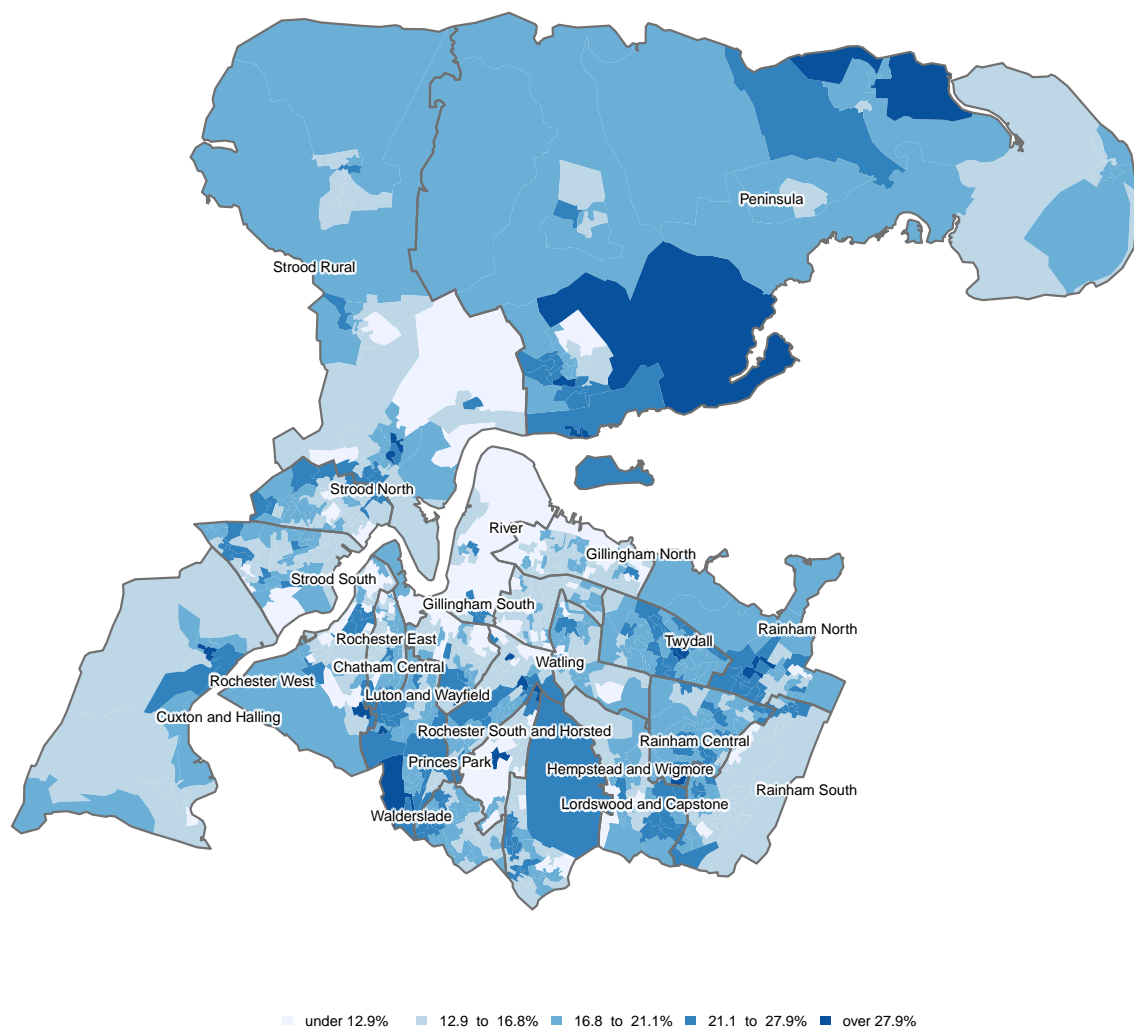 Peninsula
Strood Rural
Strood North
River
Gillingham North
Strood South
Gillingham South
Rainham North
Rochester East
Twydall
Chatham Central
Watling
Rochester West
Luton and Wayfield
Cuxton and Halling
Rochester South and Horsted
Rainham Central
Princes Park
Hempstead and Wigmore
Rainham South
Lordswood and Capstone
Walderslade
under 12.9%
12.9 to 16.8%
16.8 to 21.1%
21.1 to 27.9%
over 27.9%